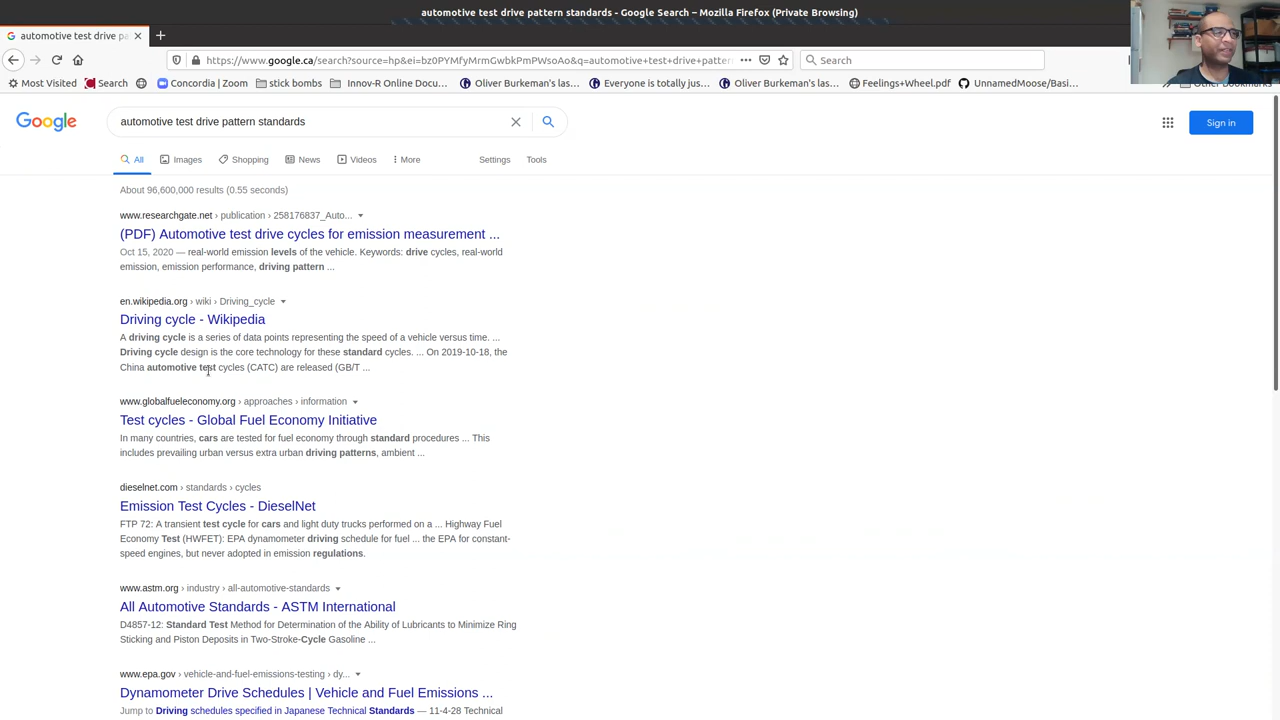 automotive test drive pattern standards - Google Search – Mozilla Firefox (Private Browsing)
automotive test drive pa
https://www.google.ca/search?source=hp&ei=bz0PYMfyMrmGwbkPmPWsoAo&q=automotive+test+drive+patter
Search
Most Visited Search Concordia | Zoom stick bombs Innov-R Online Docu... Oliver Burkeman's las... Everyone is totally jus... Oliver Burkeman's las... Feelings+Wheel.pdf UnnamedMoose/Basi... Other Bookmarks
Google
automotive test drive pattern standards
Sign in
All Images Shopping News Videos More Settings Tools
About 96,600,000 results (0.55 seconds)
www.researchgate.net › publication › 258176837_Auto...
(PDF) Automotive test drive cycles for emission measurement ...
Oct 15, 2020 — real-world emission levels of the vehicle. Keywords: drive cycles, real-world
emission, emission performance, driving pattern ...
en.wikipedia.org › wiki › Driving_cycle
Driving cycle - Wikipedia
A driving cycle is a series of data points representing the speed of a vehicle versus time. ...
Driving cycle design is the core technology for these standard cycles. ... On 2019-10-18, the
China automotive test cycles (CATC) are released (GB/T ...
www.globalfueleconomy.org › approaches › information
Test cycles - Global Fuel Economy Initiative
In many countries, cars are tested for fuel economy through standard procedures ... This
includes prevailing urban versus extra urban driving patterns, ambient ...
dieselnet.com › standards › cycles
Emission Test Cycles - DieselNet
FTP 72: A transient test cycle for cars and light duty trucks performed on a ... Highway Fuel
Economy Test (HWFET): EPA dynamometer driving schedule for fuel ... the EPA for constant-
speed engines, but never adopted in emission regulations.
www.astm.org › industry › all-automotive-standards
All Automotive Standards - ASTM International
D4857-12: Standard Test Method for Determination of the Ability of Lubricants to Minimize Ring
Sticking and Piston Deposits in Two-Stroke-Cycle Gasoline ...
www.epa.gov › vehicle-and-fuel-emissions-testing › dy...
Dynamometer Drive Schedules | Vehicle and Fuel Emissions ...
Jump to Driving schedules specified in Japanese Technical Standards — 11-4-28 Technical